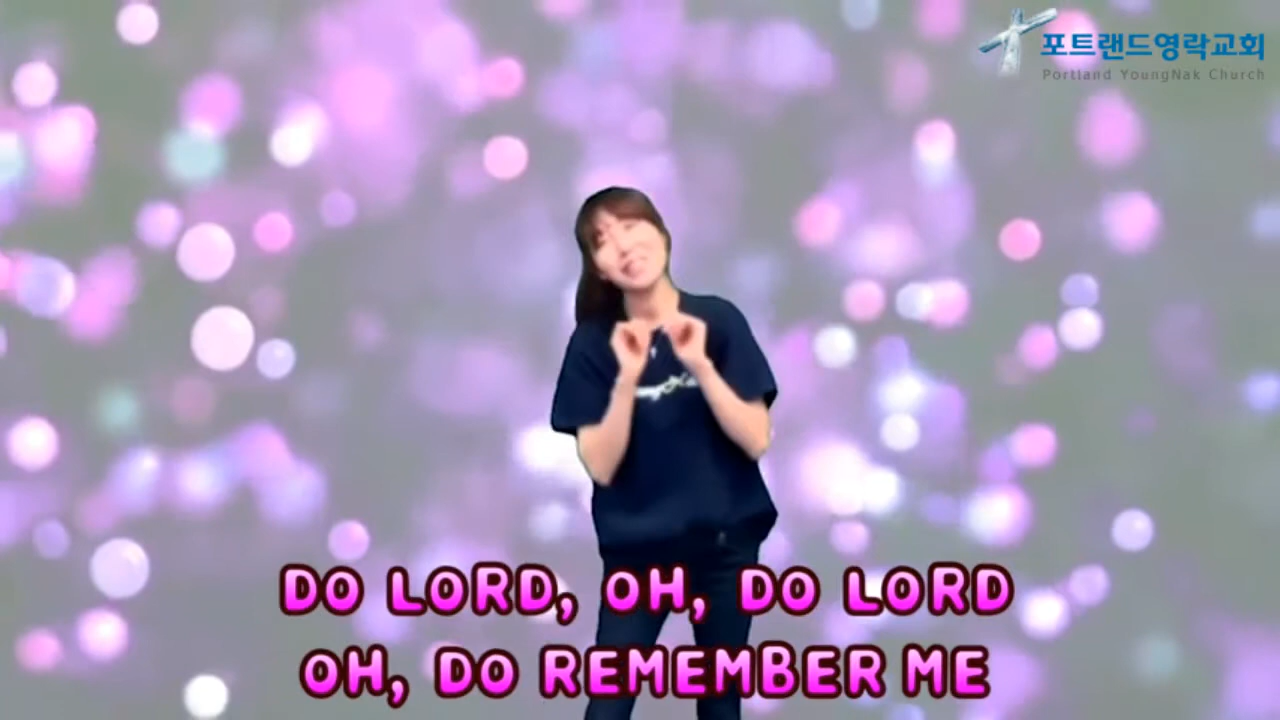 포트랜드영락교회
Portland YoungNak Church
DO LORD, OH, DO LORD
OH, DO REMEMBER ME